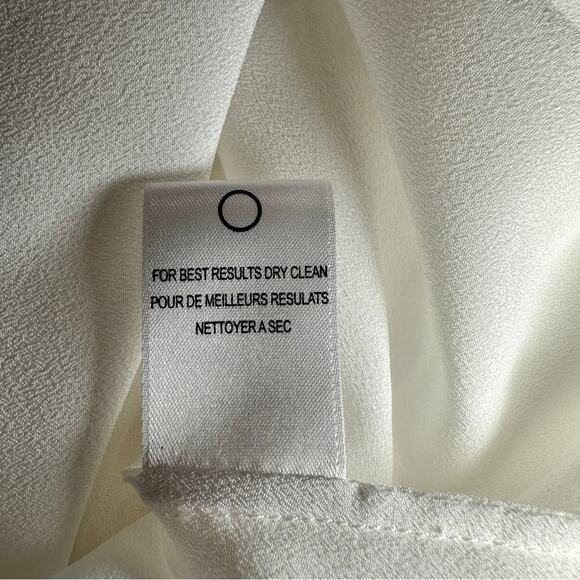 FOR BEST RESULTS DRY CLEAN
POUR DE MEILLEURS RESULATS
NETTOYER A SEC